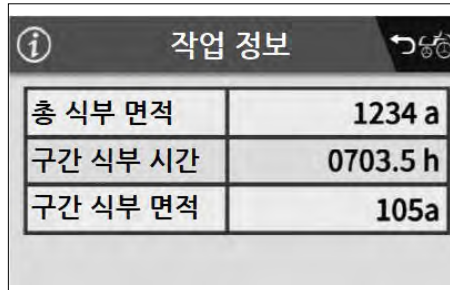 작업 정보
총 식부 면적 1234 a
구간 식부 시간 0703.5 h
구간 식부 면적 105a